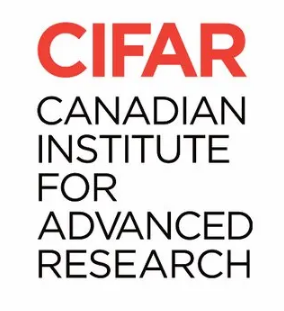 CIFAR
CANADIAN
INSTITUTE
FOR
ADVANCED
RESEARCH